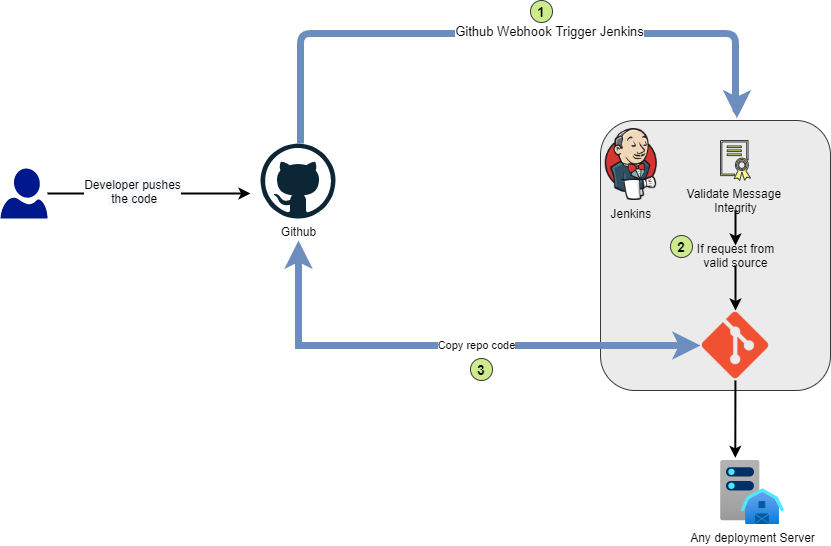 1
Github Webhook Trigger Jenkins
Developer pushes
the code
Github
Jenkins
Validate Message
Integrity
2
If request from
valid source
Copy repo code
3
Any deployment Server